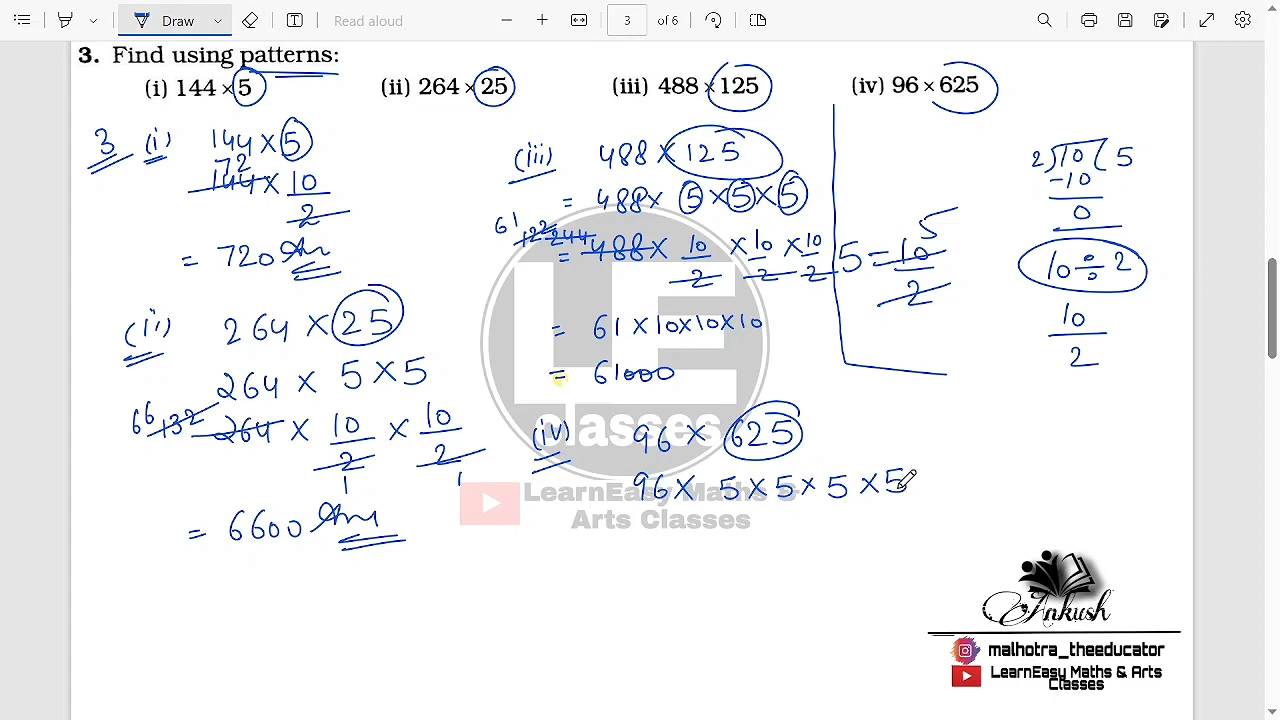 Draw
Read aloud
3
of 6
3. Find using patterns:
(i) 144 × 5
(ii) 264 × 25
(iii) 488 × 125
(iv) 96 × 625
3 (i) 144 × 5
72
144 × 10/2
= 720 Ans
(ii) 264 × 25
264 × 5 × 5
66 132 264 × 10/2 × 10/2
1 1
= 6600 Ans
(iii) 488 × 125
= 488 × 5 × 5 × 5
61 122 244
= 488 × 10/2 × 10/2 × 10/2
= 61 × 10 × 10 × 10
= 61000
(iv) 96 × 625
96 × 5 × 5 × 5 × 5
5 = 10/2
5
2)10(5
-10
0
10 ÷ 2
10
2
LE
classes
LearnEasy Maths &
Arts Classes
Ankush
malhotra_theeducator
LearnEasy Maths & Arts
Classes